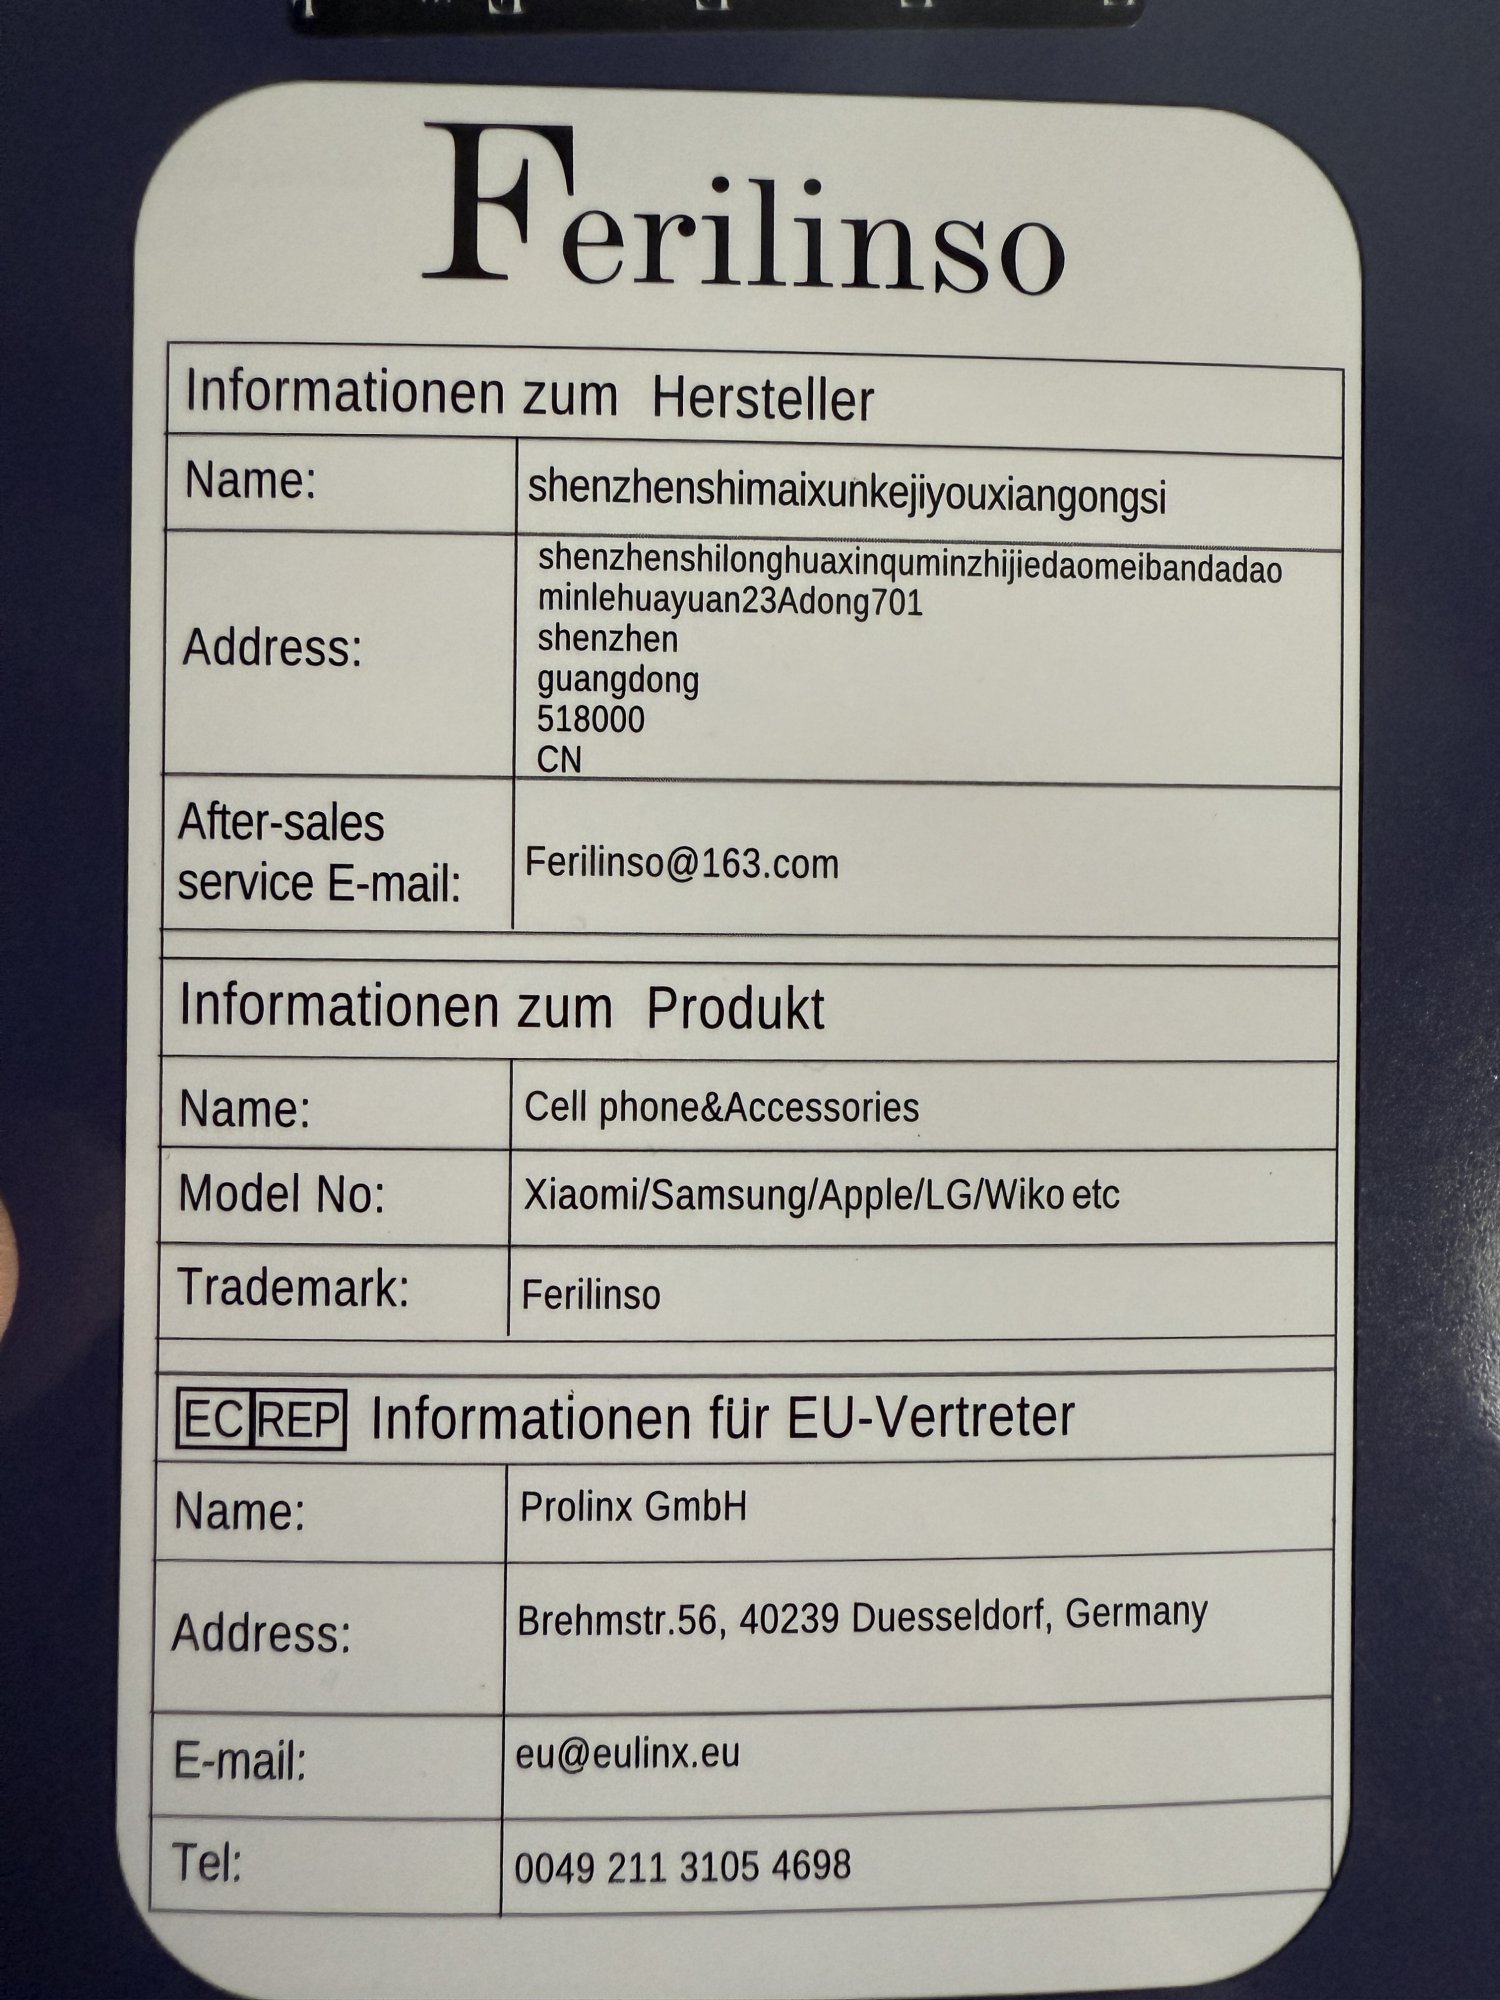 Ferilinso
Informationen zum Hersteller
Name: shenzhenshimaixunkejiyouxiangongsi
Address: shenzhenshilonghuaxinquminzhijiedaomeibandadao
minlehuayuan23Adong701
shenzhen
guangdong
518000
CN
After-sales
service E-mail: Ferilinso@163.com
Informationen zum Produkt
Name: Cell phone&Accessories
Model No: Xiaomi/Samsung/Apple/LG/Wiko etc
Trademark: Ferilinso
EC REP Informationen für EU-Vertreter
Name: Prolinx GmbH
Address: Brehmstr.56, 40239 Duesseldorf, Germany
E-mail: eu@eulinx.eu
Tel: 0049 211 3105 4698